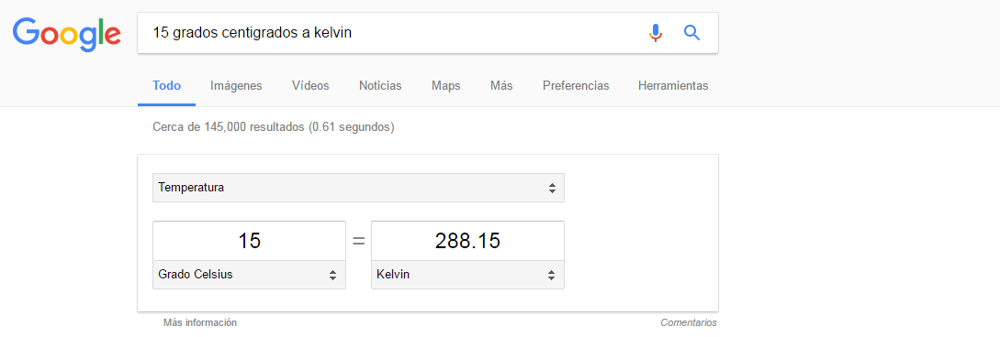 Google 15 grados centigrados a kelvin
Todo Imágenes Vídeos Noticias Maps Más Preferencias Herramientas
Cerca de 145,000 resultados (0.61 segundos)
Temperatura
15 = 288.15
Grado Celsius Kelvin
Más información Comentarios